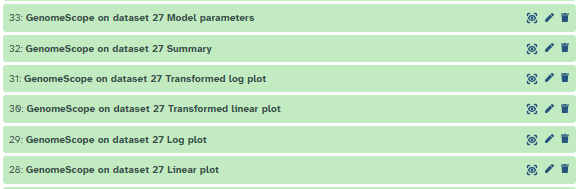 33: GenomeScope on dataset 27 Model parameters
32: GenomeScope on dataset 27 Summary
31: GenomeScope on dataset 27 Transformed log plot
30: GenomeScope on dataset 27 Transformed linear plot
29: GenomeScope on dataset 27 Log plot
28: GenomeScope on dataset 27 Linear plot